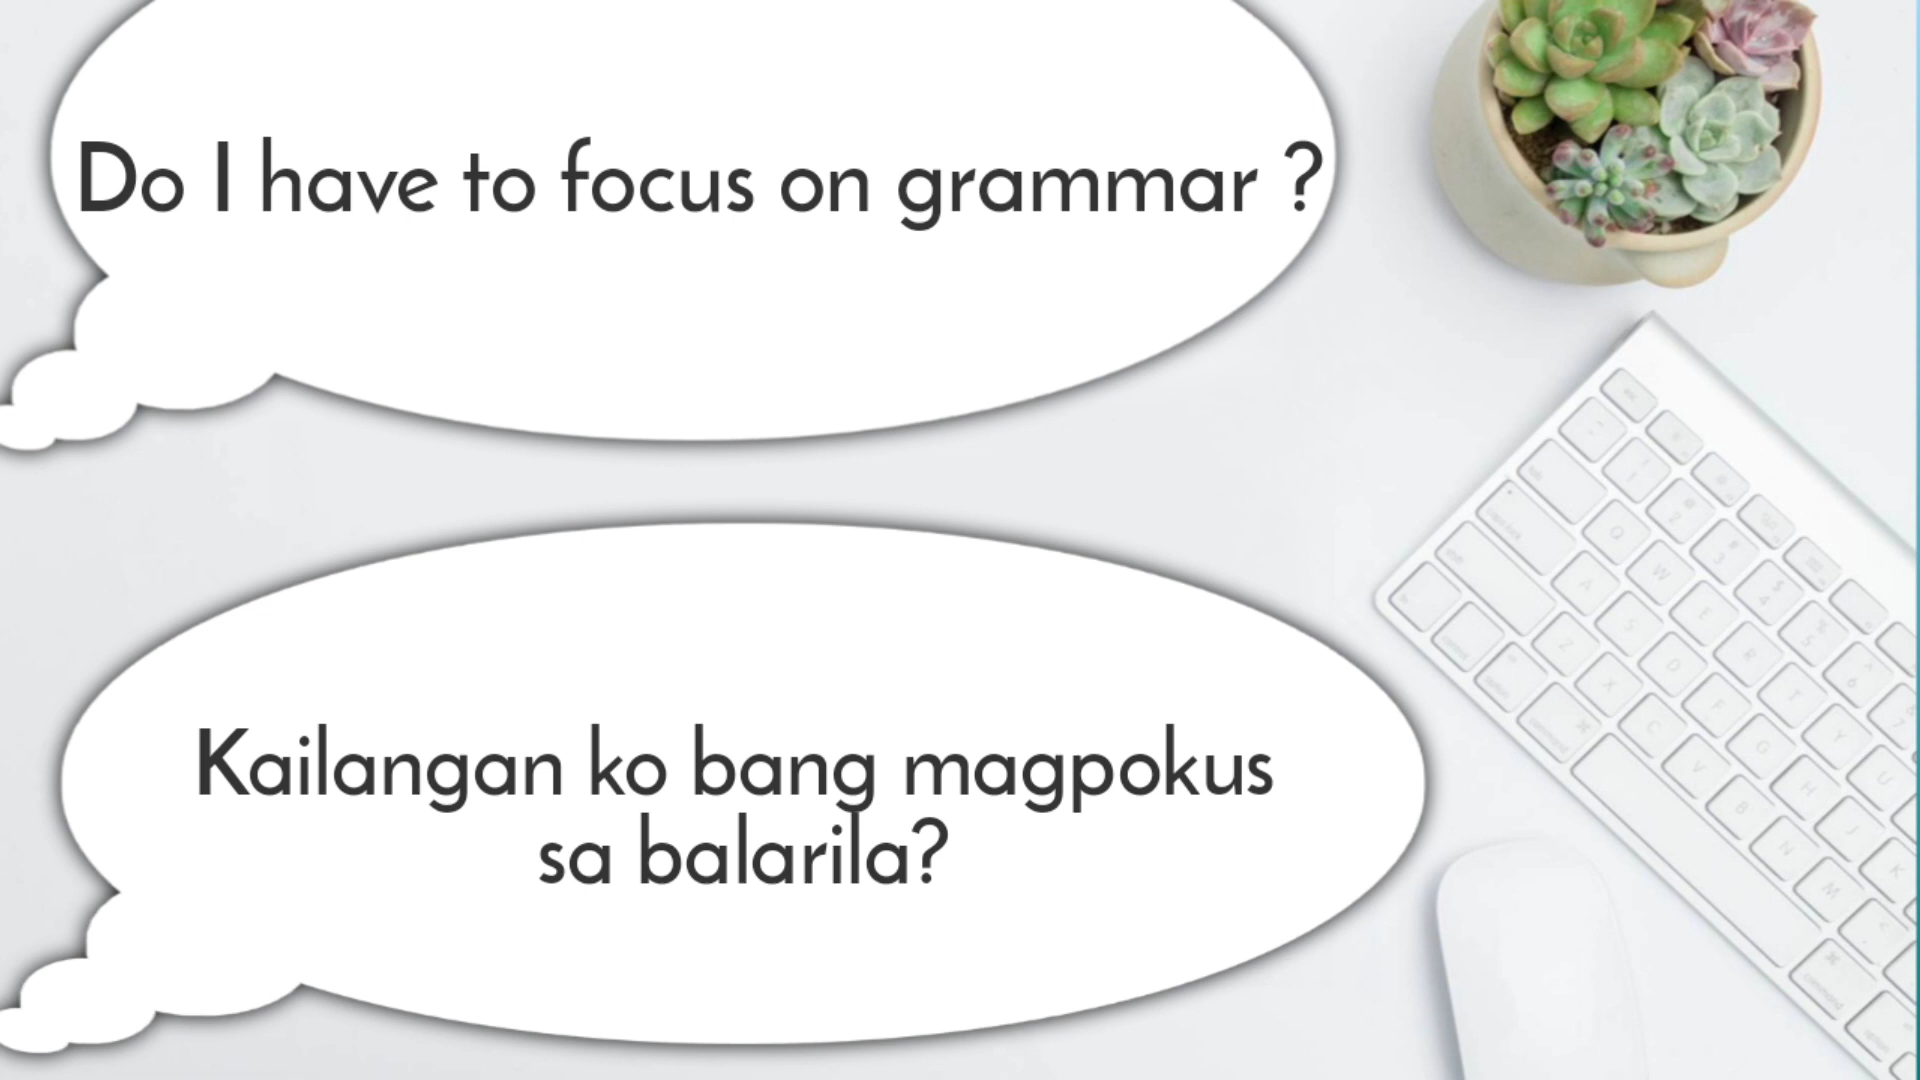 Do I have to focus on grammar ?
Kailangan ko bang magpokus
sa balarila?